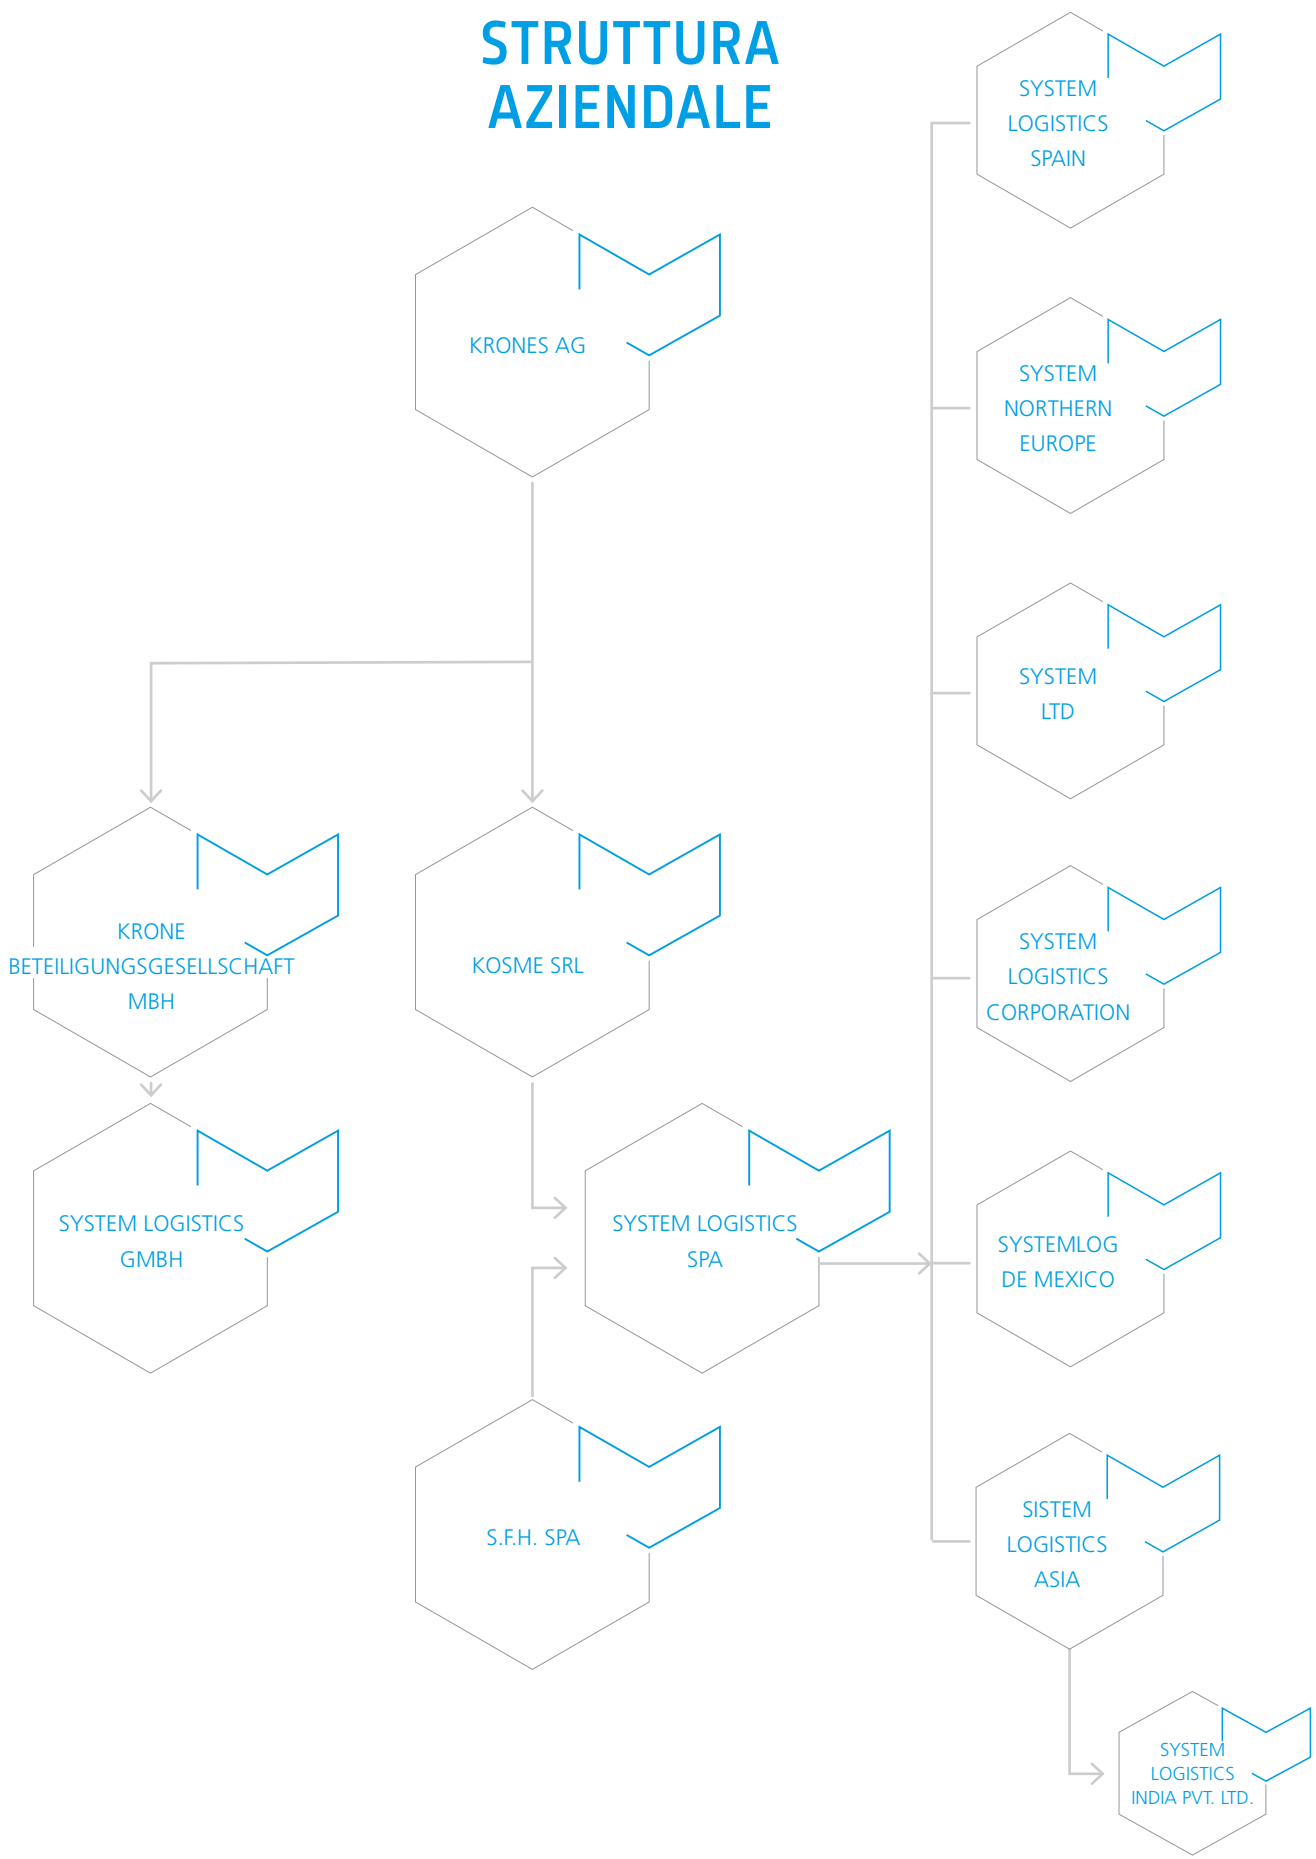 STRUTTURA
AZIENDALE
KRONES AG
KRONE
BETEILIGUNGSGESELLSCHAFT
MBH
KOSME SRL
SYSTEM LOGISTICS
GMBH
SYSTEM LOGISTICS
SPA
S.F.H. SPA
SYSTEM
LOGISTICS
SPAIN
SYSTEM
NORTHERN
EUROPE
SYSTEM
LTD
SYSTEM
LOGISTICS
CORPORATION
SYSTEMLOG
DE MEXICO
SISTEM
LOGISTICS
ASIA
SYSTEM
LOGISTICS
INDIA PVT. LTD.